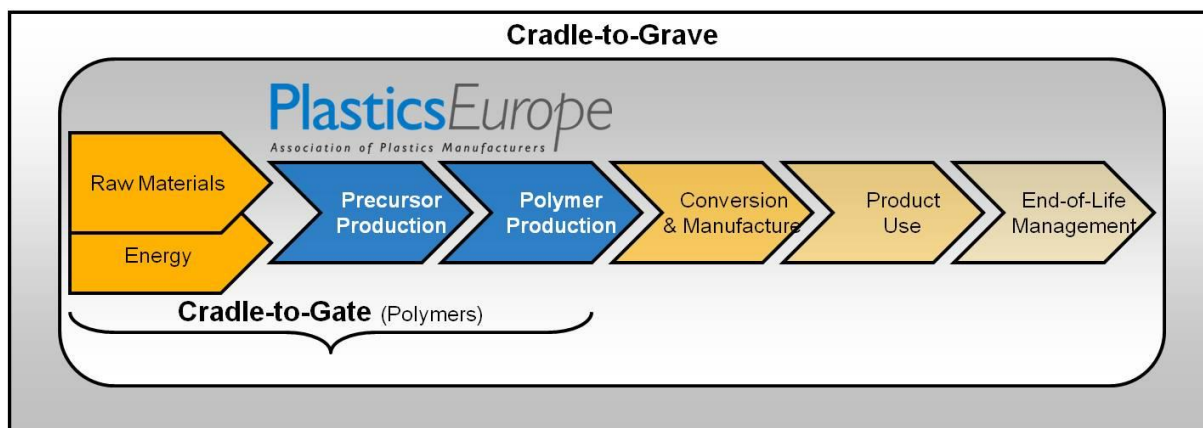 Cradle-to-Grave
PlasticsEurope
Association of Plastics Manufacturers
Raw Materials
Energy
Precursor
Production
Polymer
Production
Conversion
& Manufacture
Product
Use
End-of-Life
Management
Cradle-to-Gate (Polymers)